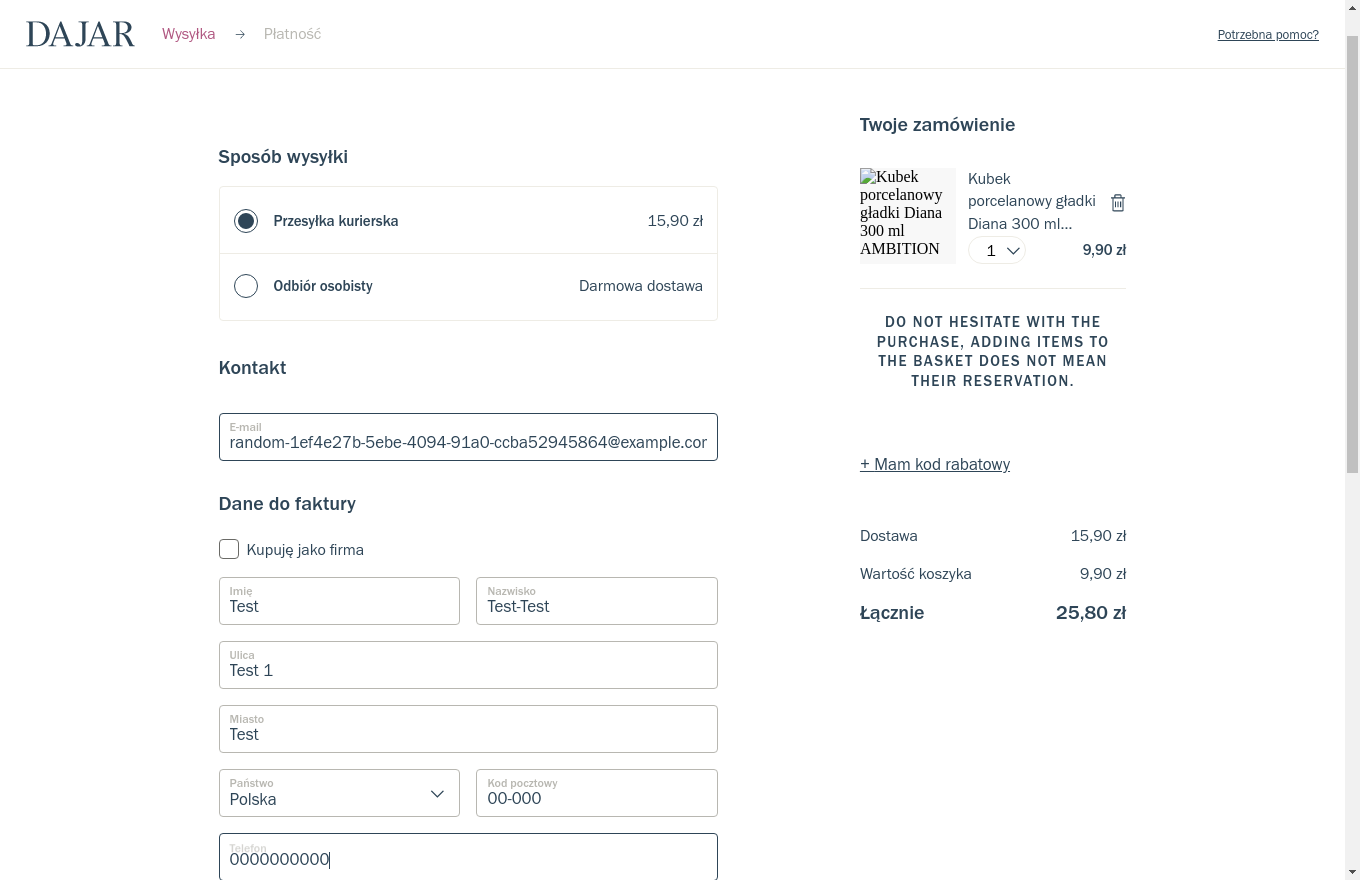 DAJAR
Wysyłka → Płatność
Potrzebna pomoc?
Sposób wysyłki
Przesyłka kurierska 15,90 zł
Odbiór osobisty Darmowa dostawa
Kontakt
E-mail
random-1ef4e27b-5ebe-4094-91a0-ccba52945864@example.cor
Dane do faktury
Kupuję jako firma
Imię
Test
Nazwisko
Test-Test
Ulica
Test 1
Miasto
Test
Państwo
Polska
Kod pocztowy
00-000
Telefon
0000000000
Twoje zamówienie
Kubek
porcelanowy
gładki Diana
300 ml
AMBITION
Kubek
porcelanowy gładki
Diana 300 ml...
1
9,90 zł
DO NOT HESITATE WITH THE
PURCHASE, ADDING ITEMS TO
THE BASKET DOES NOT MEAN
THEIR RESERVATION.
+ Mam kod rabatowy
Dostawa 15,90 zł
Wartość koszyka 9,90 zł
Łącznie 25,80 zł